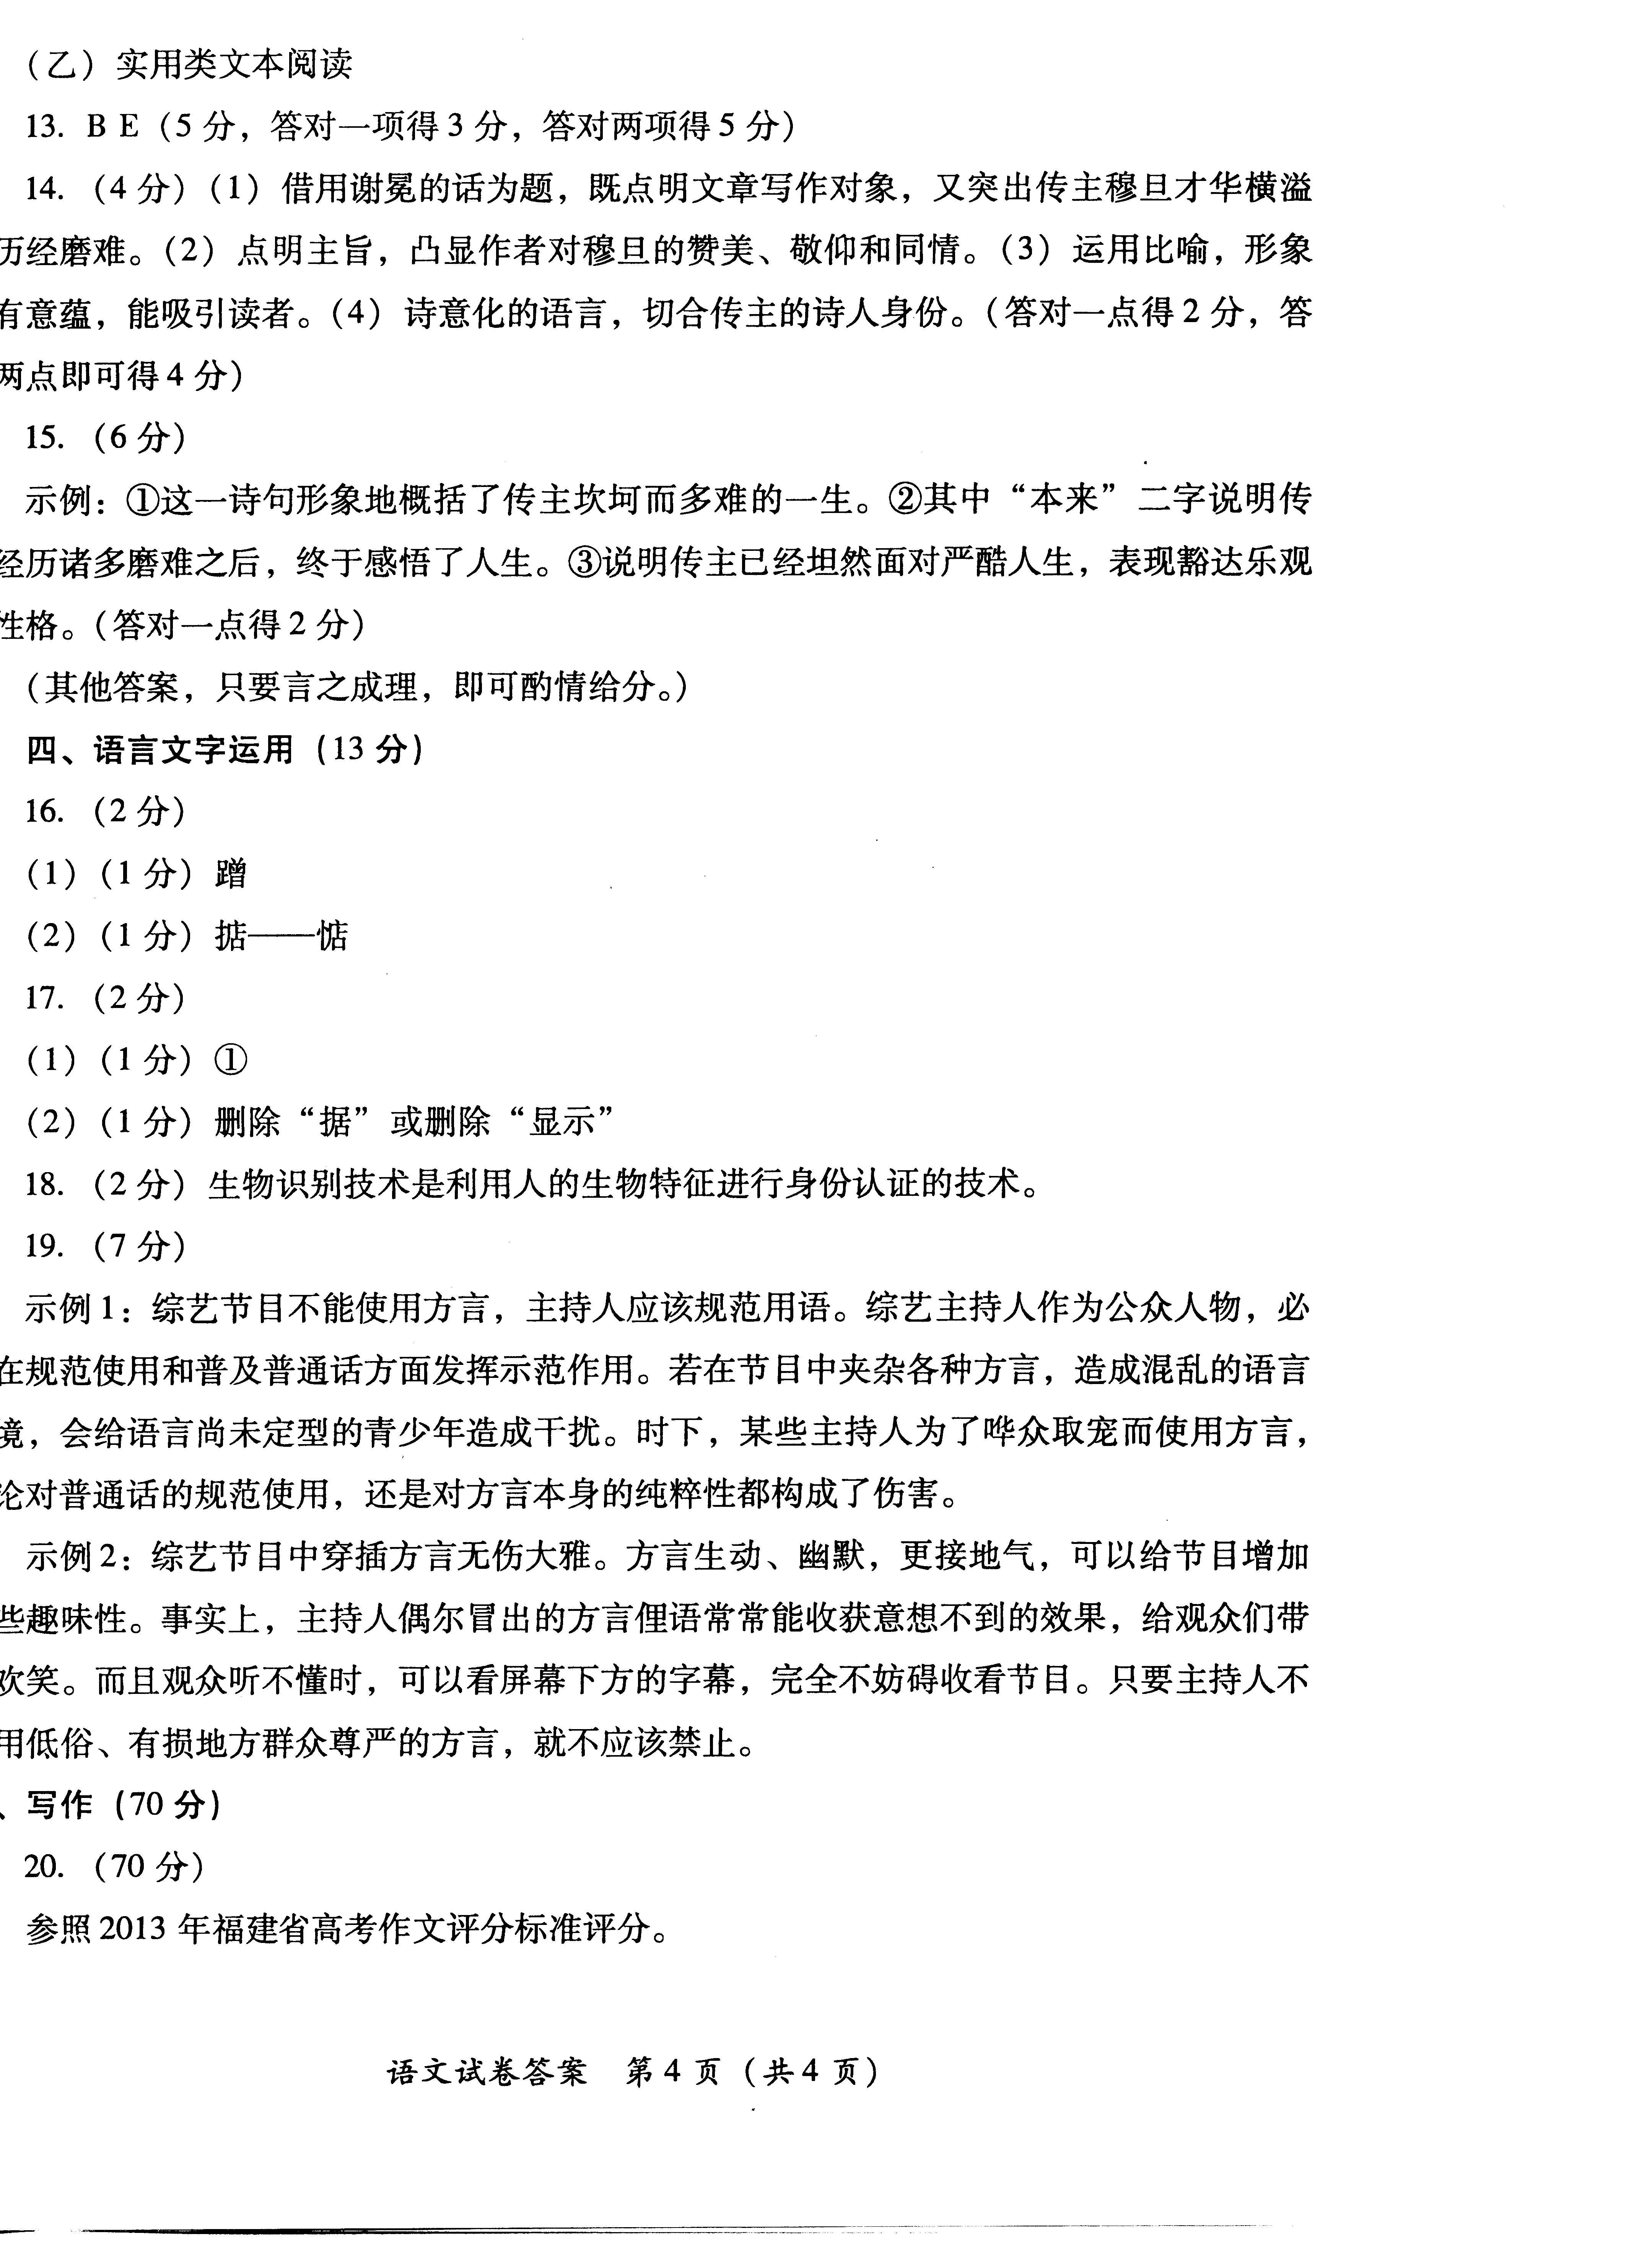 （乙）实用类文本阅读
13. B E（5 分，答对一项得 3 分，答对两项得 5 分）
14. （4 分）（1）借用谢冕的话为题，既点明文章写作对象，又突出传主穆旦才华横溢
历经磨难。（2）点明主旨，凸显作者对穆旦的赞美、敬仰和同情。（3）运用比喻，形象
有意蕴，能吸引读者。（4）诗意化的语言，切合传主的诗人身份。（答对一点得 2 分，答
两点即可得 4 分）
15. （6 分）
示例：①这一诗句形象地概括了传主坎坷而多难的一生。②其中“本来”二字说明传
经历诸多磨难之后，终于感悟了人生。③说明传主已经坦然面对严酷人生，表现豁达乐观
性格。（答对一点得 2 分）
（其他答案，只要言之成理，即可酌情给分。）
四、语言文字运用（13 分）
16. （2 分）
（1）（1 分）蹭
（2）（1 分）掂——惦
17. （2 分）
（1）（1 分）①
（2）（1 分）删除“据”或删除“显示”
18. （2 分）生物识别技术是利用人的生物特征进行身份认证的技术。
19. （7 分）
示例 1：综艺节目不能使用方言，主持人应该规范用语。综艺主持人作为公众人物，必
在规范使用和普及普通话方面发挥示范作用。若在节目中夹杂各种方言，造成混乱的语言
境，会给语言尚未定型的青少年造成干扰。时下，某些主持人为了哗众取宠而使用方言，
论对普通话的规范使用，还是对方言本身的纯粹性都构成了伤害。
示例 2：综艺节目中穿插方言无伤大雅。方言生动、幽默，更接地气，可以给节目增加
些趣味性。事实上，主持人偶尔冒出的方言俚语常常能收获意想不到的效果，给观众们带
欢笑。而且观众听不懂时，可以看屏幕下方的字幕，完全不妨碍收看节目。只要主持人不
用低俗、有损地方群众尊严的方言，就不应该禁止。
、写作（70 分）
20. （70 分）
参照 2013 年福建省高考作文评分标准评分。
语文试卷答案 第 4 页（共 4 页）